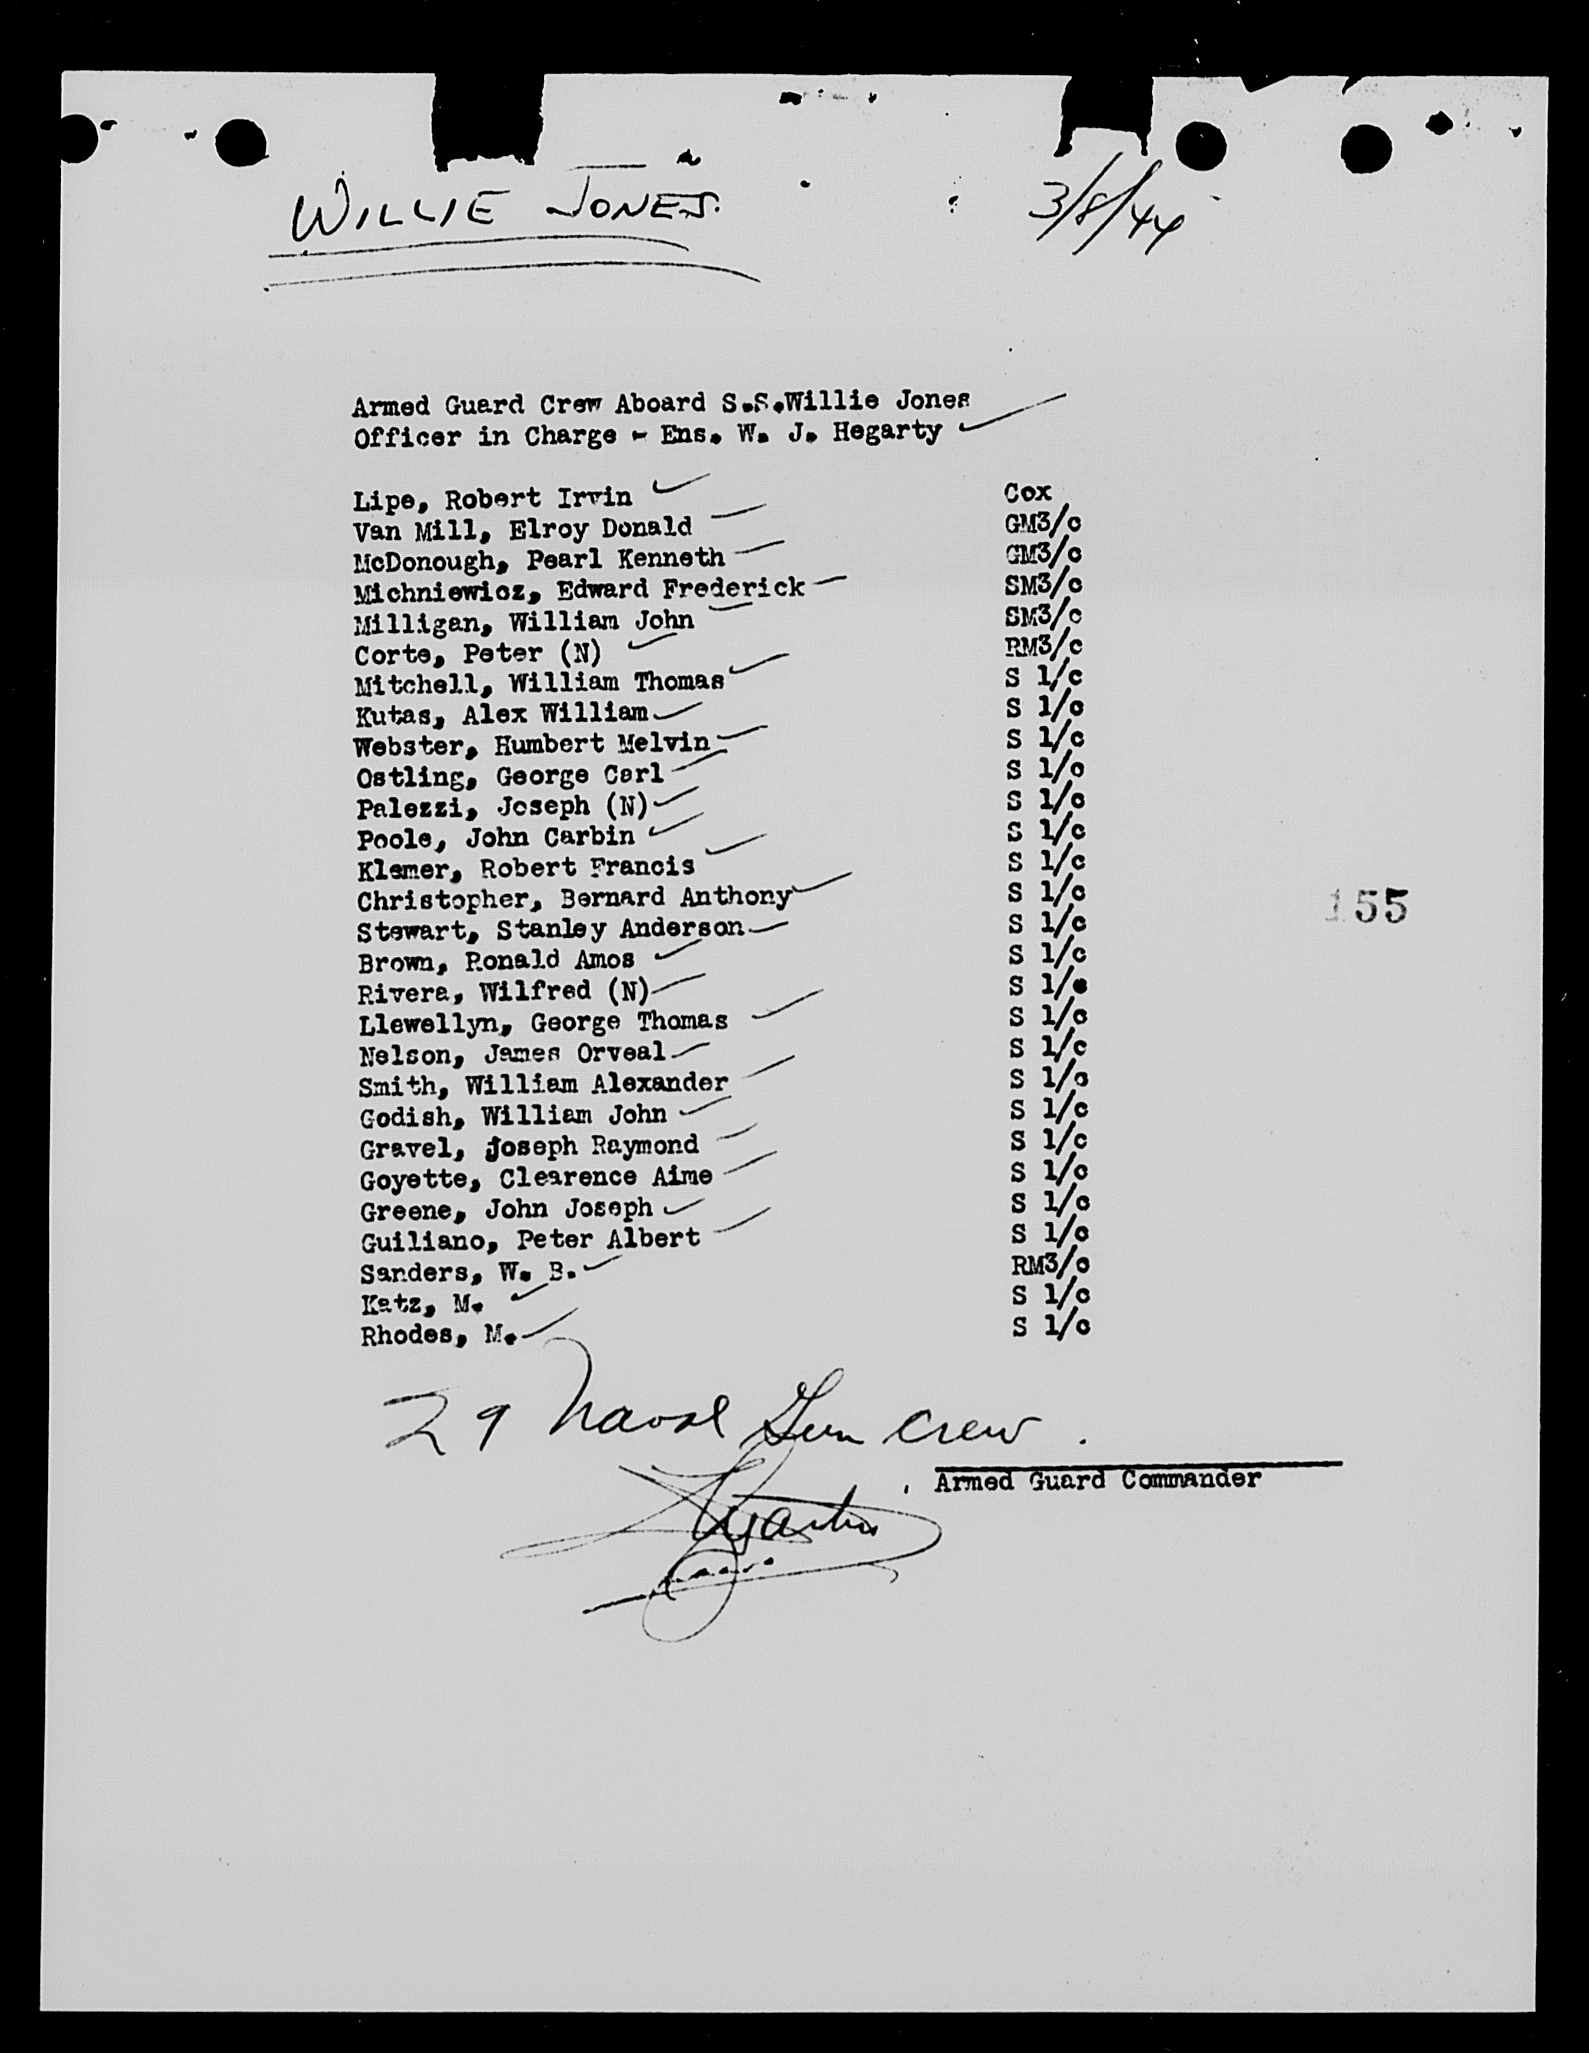 WILLIE JONES. 3/8/44
Armed Guard Crew Aboard S.S.Willie Jones
Officer in Charge - Ens. W. J. Hegarty
Lipe, Robert Irvin Cox
Van Mill, Elroy Donald GM3/c
McDonough, Pearl Kenneth GM3/c
Michniewicz, Edward Frederick SM3/c
Milligan, William John SM3/c
Corte, Peter (N) RM3/c
Mitchell, William Thomas S 1/c
Kutas, Alex William S 1/c
Webster, Humbert Melvin S 1/c
Ostling, George Carl S 1/c
Palezzi, Joseph (N) S 1/c
Poole, John Carbin S 1/c
Klemer, Robert Francis S 1/c
Christopher, Bernard Anthony S 1/c
155
Stewart, Stanley Anderson S 1/c
Brown, Ronald Amos S 1/c
Rivera, Wilfred (N) S 1/c
Llewellyn, George Thomas S 1/c
Nelson, James Orveal S 1/c
Smith, William Alexander S 1/c
Godish, William John S 1/c
Gravel, Joseph Raymond S 1/c
Goyette, Clearence Aime S 1/c
Greene, John Joseph S 1/c
Guiliano, Peter Albert S 1/c
Sanders, W. B. RM3/c
Katz, M. S 1/c
Rhodes, M. S 1/c
29 Naval Gun crew.
Armed Guard Commander